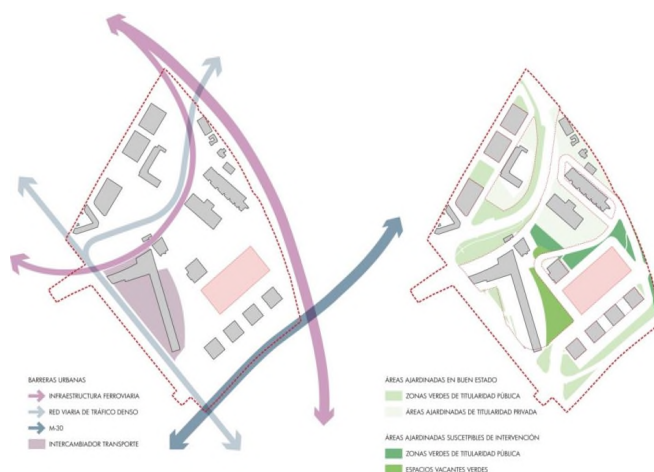 BARRERAS URBANAS
INFRAESTRUCTURA FERROVIARIA
RED VIARIA DE TRÁFICO DENSO
M-30
INTERCAMBIADOR TRANSPORTE
ÁREAS AJARDINADAS EN BUEN ESTADO
ZONAS VERDES DE TITULARIDAD PÚBLICA
ÁREAS AJARDINADAS DE TITULARIDAD PRIVADA
ÁREAS AJARDINADAS SUSCETPIBLES DE INTERVENCIÓN
ZONAS VERDES DE TITULARIDAD PÚBLICA
ESPACIOS VACANTES VERDES